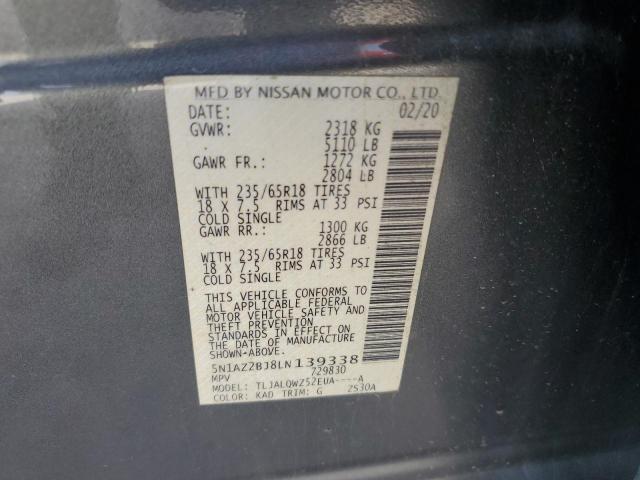 MFD BY NISSAN MOTOR CO., LTD.
DATE: 02/20
GVWR: 2318 KG
5110 LB
GAWR FR.: 1272 KG
2804 LB
WITH 235/65R18 TIRES
18 X 7.5 RIMS AT 33 PSI
COLD SINGLE
GAWR RR.: 1300 KG
2866 LB
WITH 235/65R18 TIRES
18 X 7.5 RIMS AT 33 PSI
COLD SINGLE
THIS VEHICLE CONFORMS TO
ALL APPLICABLE FEDERAL
MOTOR VEHICLE SAFETY AND
THEFT PREVENTION
STANDARDS IN EFFECT ON
THE DATE OF MANUFACTURE
SHOWN-ABOVE.
5N1AZ2BJ8LN139338
MPV 729830
MODEL: TLJALQWZ52EUA----A
COLOR: KAD TRIM: G 2S30A